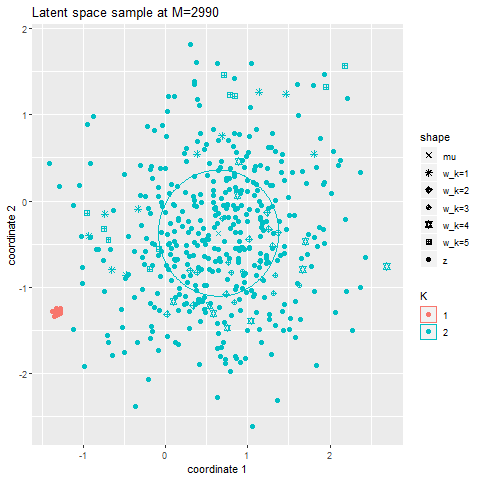 Latent space sample at M=2990
coordinate 2
2
1
0
-1
-2
-1
0
1
2
coordinate 1
shape
mu
w_k=1
w_k=2
w_k=3
w_k=4
w_k=5
z
K
1
2